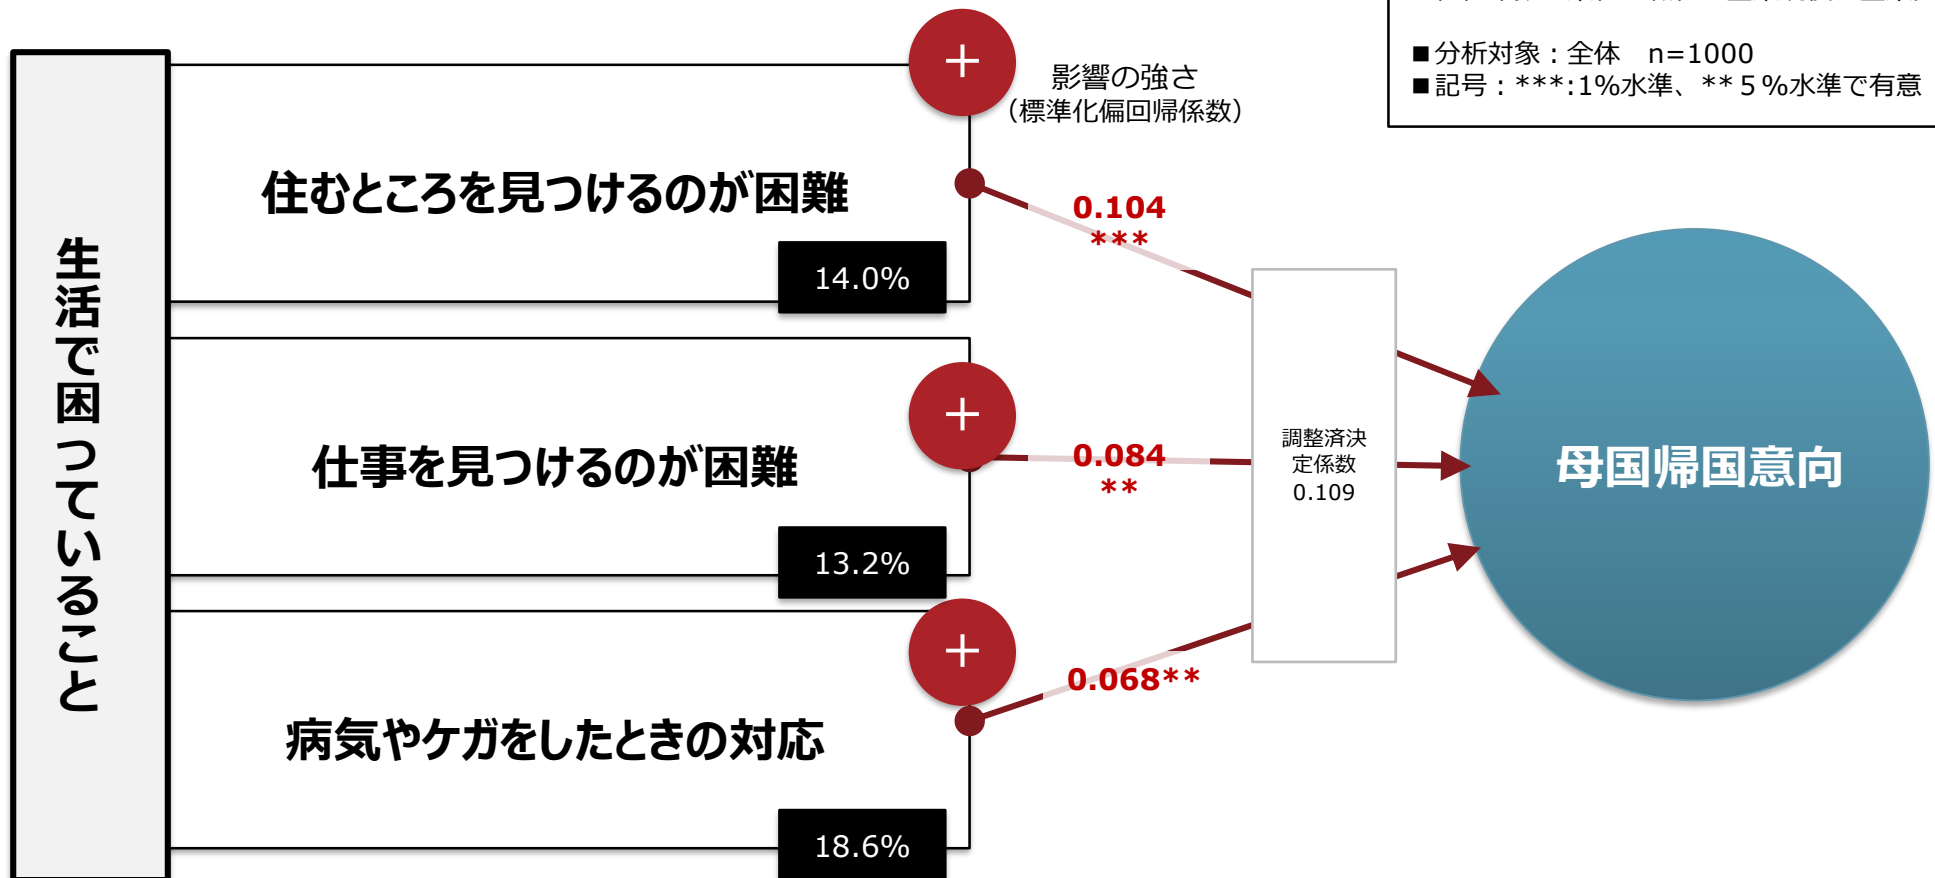 ■分析対象：全体　n=1000
■記号：***:1%水準、**５%水準で有意
影響の強さ
（標準化偏回帰係数）
生活で困っていること
住むところを見つけるのが困難
14.0%
仕事を見つけるのが困難
13.2%
病気やケガをしたときの対応
18.6%
+
+
+
0.104
***
0.084
**
0.068**
調整済決
定係数
0.109
母国帰国意向